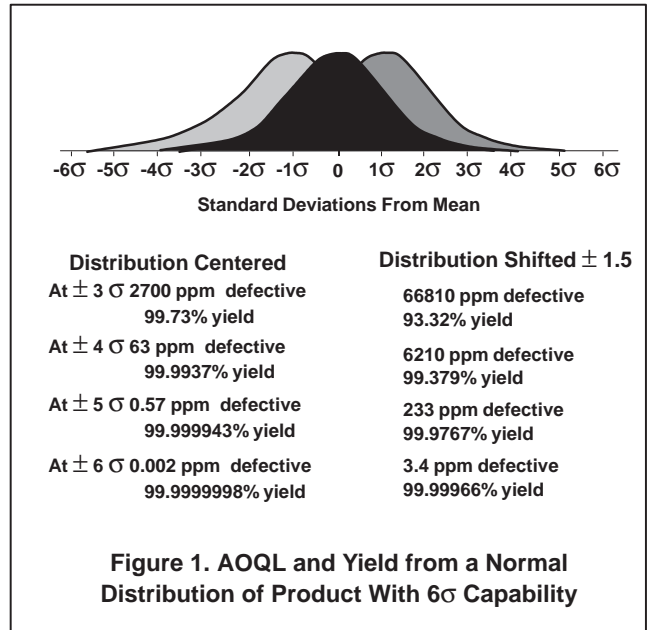 -6σ -5σ -4σ -3σ -2σ -1σ 0 1σ 2σ 3σ 4σ 5σ 6σ
Standard Deviations From Mean
Distribution Centered
At ± 3 σ 2700 ppm defective
99.73% yield
At ± 4 σ 63 ppm defective
99.9937% yield
At ± 5 σ 0.57 ppm defective
99.999943% yield
At ± 6 σ 0.002 ppm defective
99.9999998% yield
Distribution Shifted ± 1.5
66810 ppm defective
93.32% yield
6210 ppm defective
99.379% yield
233 ppm defective
99.9767% yield
3.4 ppm defective
99.99966% yield
Figure 1. AOQL and Yield from a Normal
Distribution of Product With 6σ Capability